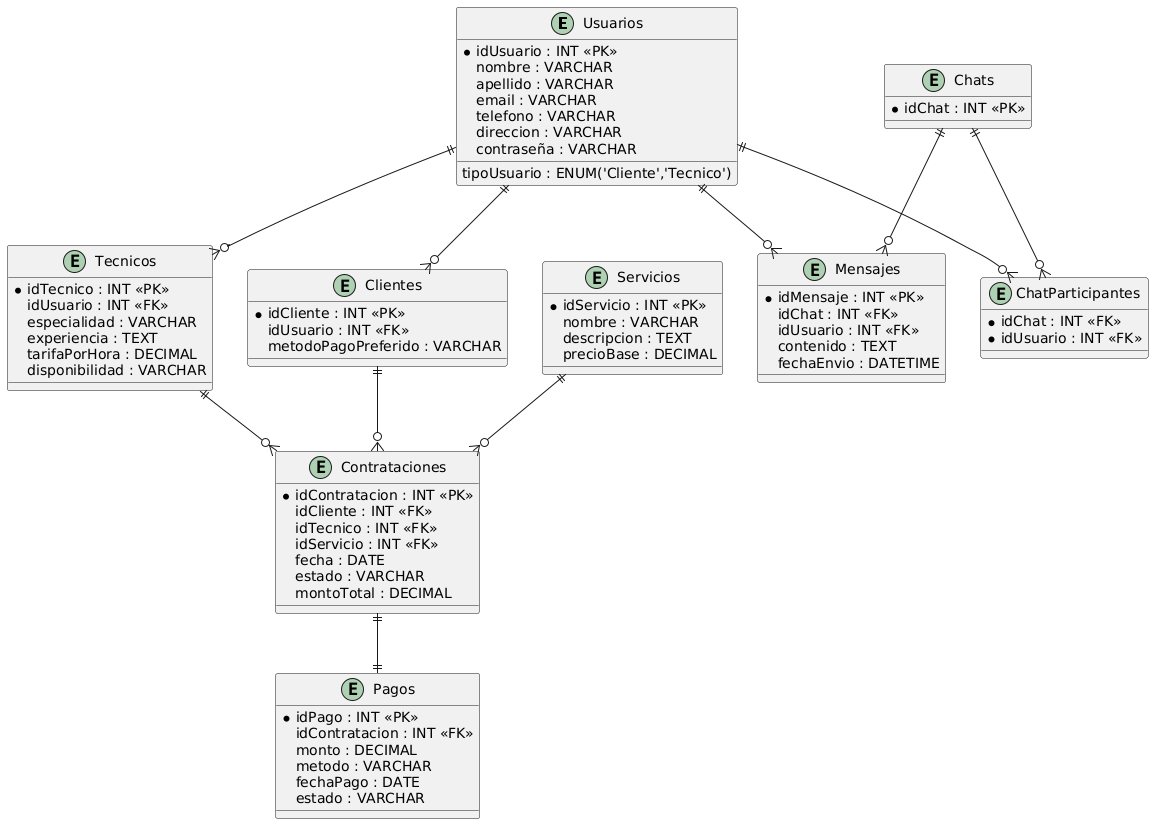 E Usuarios
idUsuario : INT «PK»
nombre : VARCHAR
apellido : VARCHAR
email : VARCHAR
telefono : VARCHAR
direccion : VARCHAR
contraseña : VARCHAR
tipoUsuario : ENUM('Cliente','Tecnico')
E Chats
idChat : INT «PK»
E Tecnicos
idTecnico : INT «PK»
idUsuario : INT «FK»
especialidad : VARCHAR
experiencia : TEXT
tarifaPorHora : DECIMAL
disponibilidad : VARCHAR
E Clientes
idCliente : INT «PK»
idUsuario : INT «FK»
metodoPagoPreferido : VARCHAR
E Servicios
idServicio : INT «PK»
nombre : VARCHAR
descripcion : TEXT
precioBase : DECIMAL
E Mensajes
idMensaje : INT «PK»
idChat : INT «FK»
idUsuario : INT «FK»
contenido : TEXT
fechaEnvio : DATETIME
E ChatParticipantes
idChat : INT «FK»
idUsuario : INT «FK»
E Contrataciones
idContratacion : INT «PK»
idCliente : INT «FK»
idTecnico : INT «FK»
idServicio : INT «FK»
fecha : DATE
estado : VARCHAR
montoTotal : DECIMAL
E Pagos
idPago : INT «PK»
idContratacion : INT «FK»
monto : DECIMAL
metodo : VARCHAR
fechaPago : DATE
estado : VARCHAR